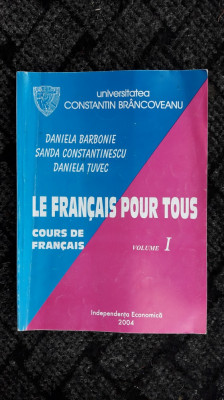 universitatea
CONSTANTIN BRÂNCOVEANU
DANIELA BARBONIE
SANDA CONSTANTINESCU
DANIELA ȚUVEC
LE FRANÇAIS POUR TOUS
COURS DE
FRANÇAIS
VOLUME I
Independența Economică
2004